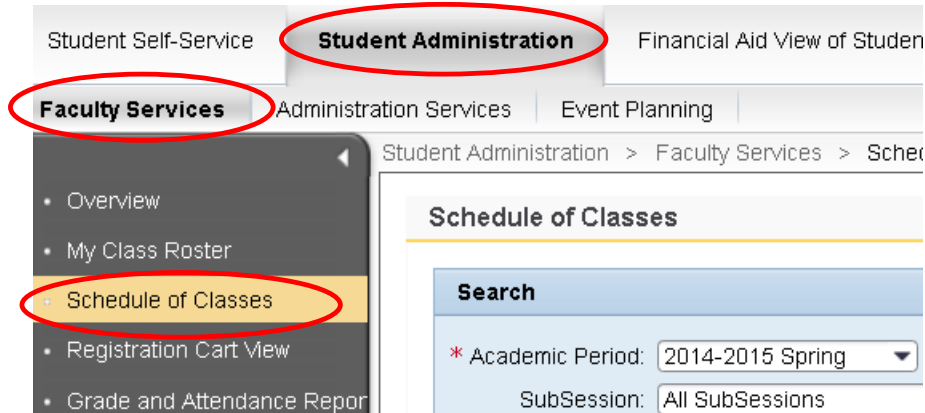 Student Self-Service Student Administration Financial Aid View of Studen
Faculty Services Administration Services Event Planning
Student Administration > Faculty Services > Sched
• Overview
• My Class Roster
Schedule of Classes
• Registration Cart View
• Grade and Attendance Repor
Schedule of Classes
Search
* Academic Period: 2014-2015 Spring
SubSession: All SubSessions